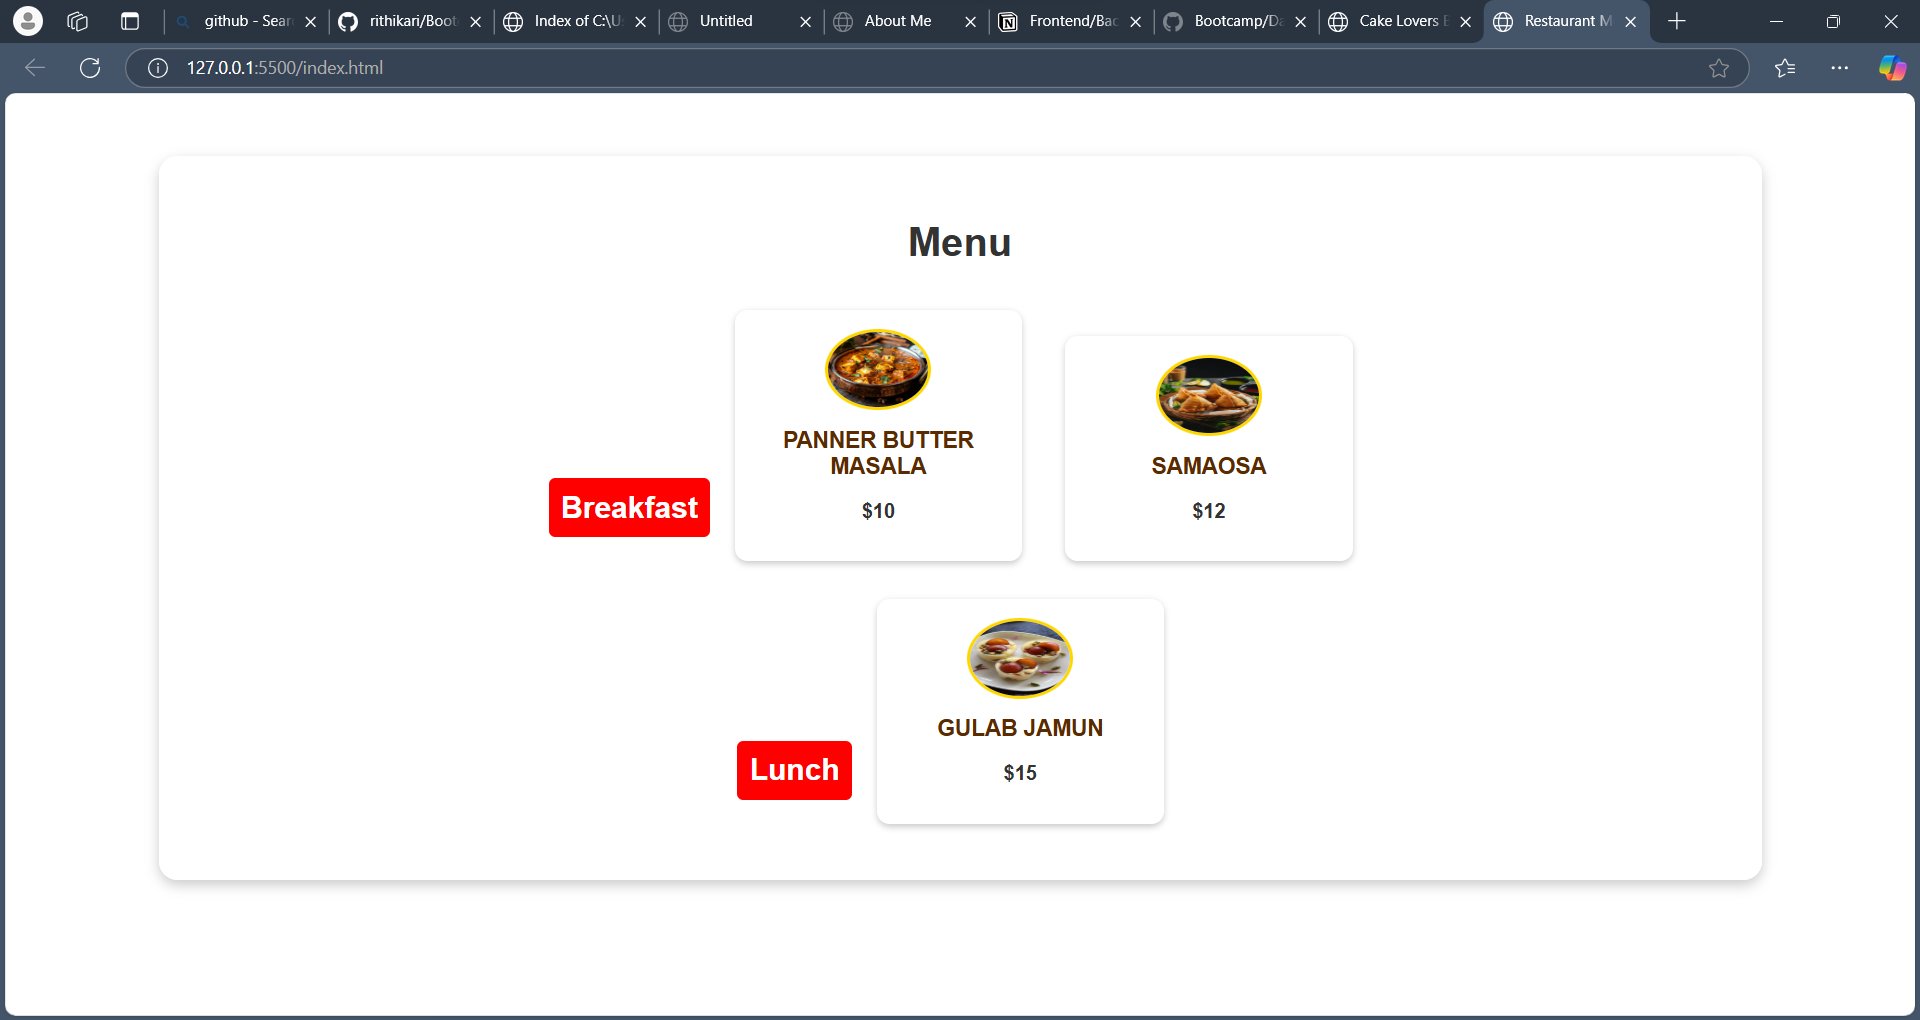 github - Sear
rithikari/Boot
Index of C:\U
Untitled
About Me
Frontend/Bac
Bootcamp/Da
Cake Lovers
Restaurant M
127.0.0.1:5500/index.html
Menu
PANNER BUTTER
MASALA
$10
SAMAOSA
$12
Breakfast
GULAB JAMUN
$15
Lunch